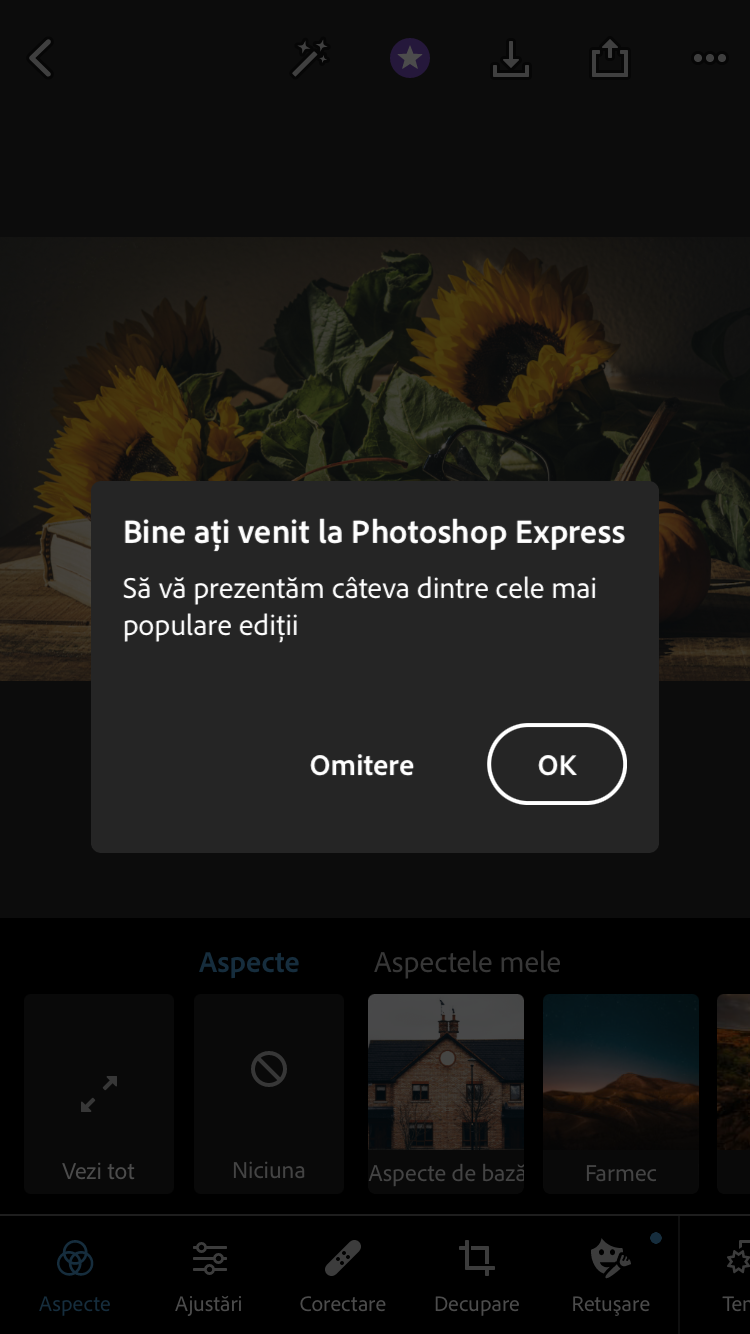 Bine ați venit la Photoshop Express
Să vă prezentăm câteva dintre cele mai
populare ediții
Omitere
OK
Aspecte
Aspectele mele
Vezi tot
Niciuna
Aspecte de bază
Farmec
Aspecte
Ajustări
Corectare
Decupare
Retuşare